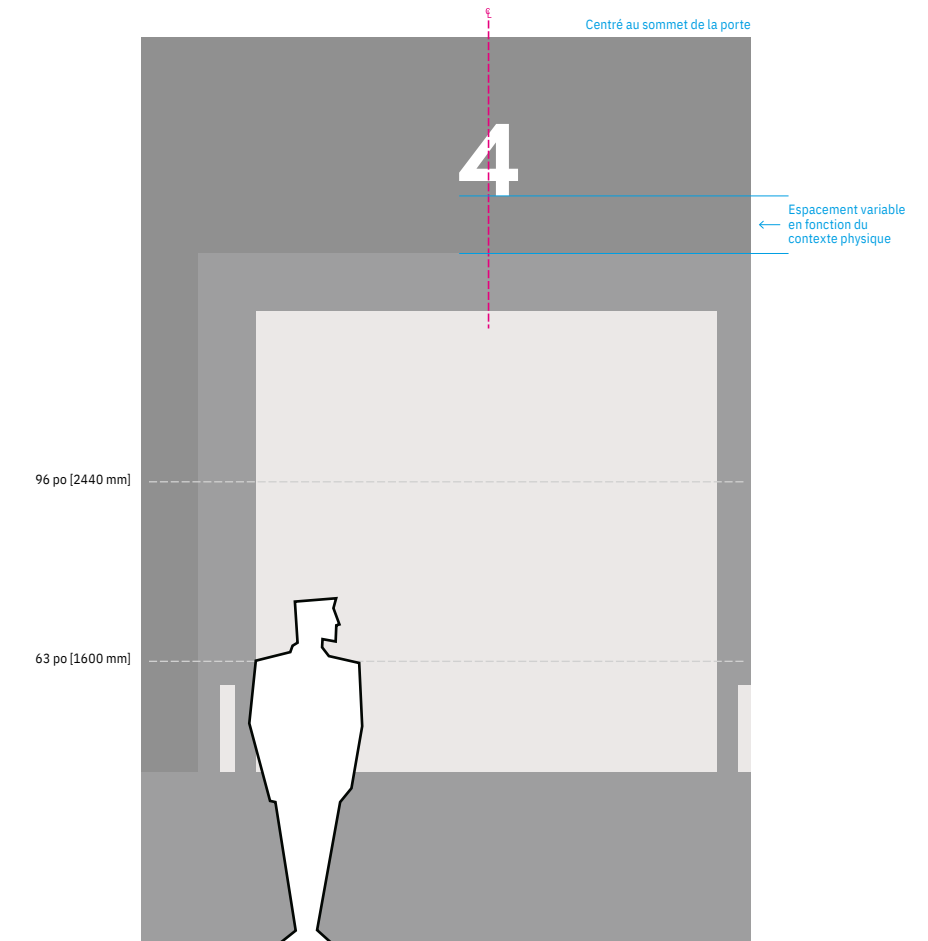 ℄
Centré au sommet de la porte
4
Espacement variable
en fonction du
contexte physique
96 po [2440 mm]
63 po [1600 mm]